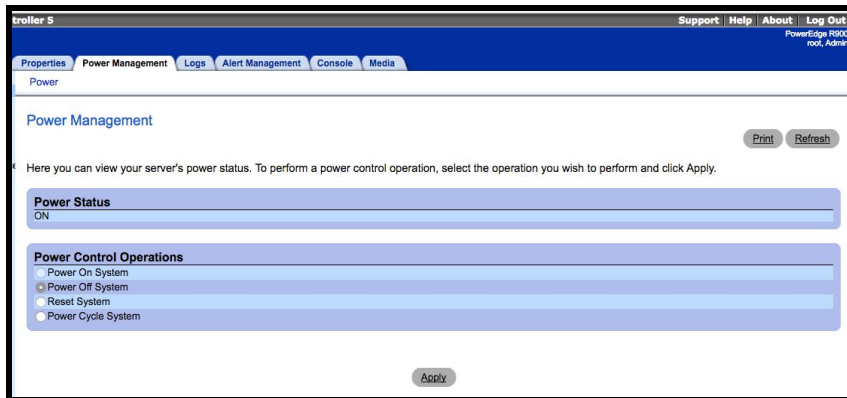 troller 5
Support Help About Log Out
PowerEdge R900
root, Admin
Properties Power Management Logs Alert Management Console Media
Power
Power Management
Print Refresh
Here you can view your server's power status. To perform a power control operation, select the operation you wish to perform and click Apply.
Power Status
ON
Power Control Operations
Power On System
Power Off System
Reset System
Power Cycle System
Apply